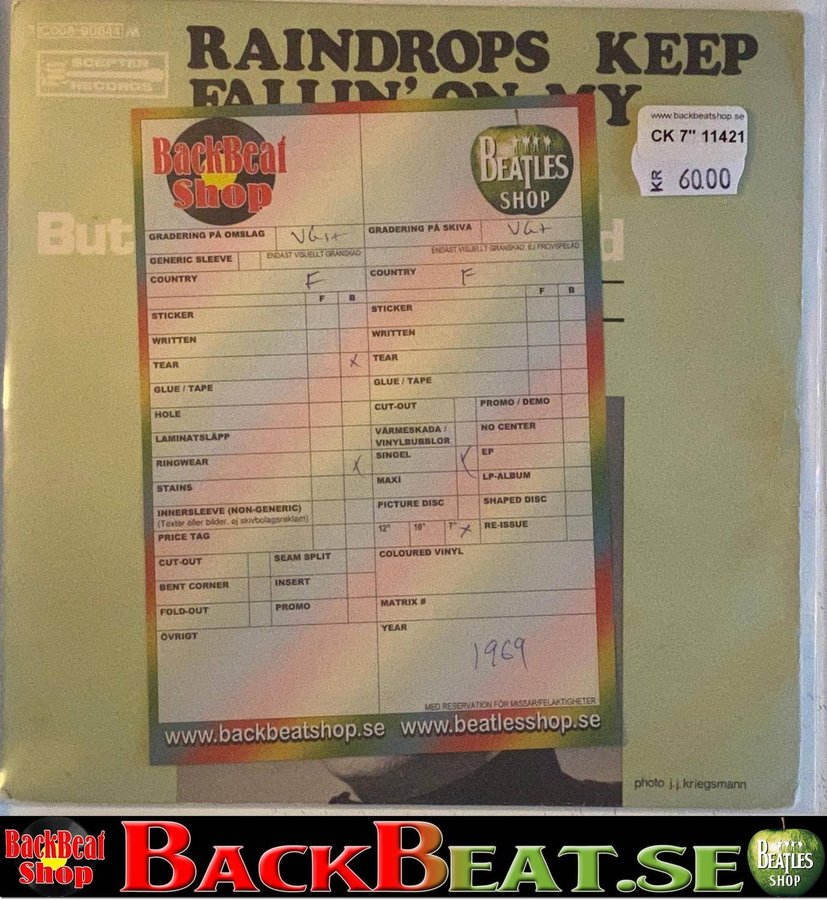 RAINDROPS KEEP
FALLIN' ON MY
SCEPTER
RECORDS
www.backbeatshop.se
CK 7" 11421
KR 60.00
But
d
BackBeat
Shop
BEATLES
SHOP
GRADERING PÅ OMSLAG VG++
ENDAST VISUELLT GRANSKAD
GENERIC SLEEVE
COUNTRY F
F B
STICKER
WRITTEN
TEAR x
GLUE / TAPE
HOLE
LAMINATSLÄPP
RINGWEAR x
STAINS
INNERSLEEVE (NON-GENERIC)
(Textar eller bilder, ej skivbolagsreklam)
PRICE TAG
CUT-OUT SEAM SPLIT
BENT CORNER INSERT
FOLD-OUT PROMO
ÖVRIGT
GRADERING PÅ SKIVA VG+
ENDAST VISUELLT GRANSKAD, EJ PROVSPELAD
COUNTRY F
F B
STICKER
WRITTEN
TEAR
GLUE / TAPE
CUT-OUT PROMO / DEMO
VÄRMESKADA /
VINYLBUBBLOR NO CENTER
SINGEL x EP
MAXI LP-ALBUM
PICTURE DISC SHAPED DISC
12" 10" 7" x RE-ISSUE
COLOURED VINYL
MATRIX #
YEAR
1969
MED RESERVATION FÖR MISSAR/FELAKTIGHETER
www.backbeatshop.se www.beatlesshop.se
photo j.j.kriegsmann
BackBeat
Shop
BACKBEAT.SE
BEATLES
SHOP